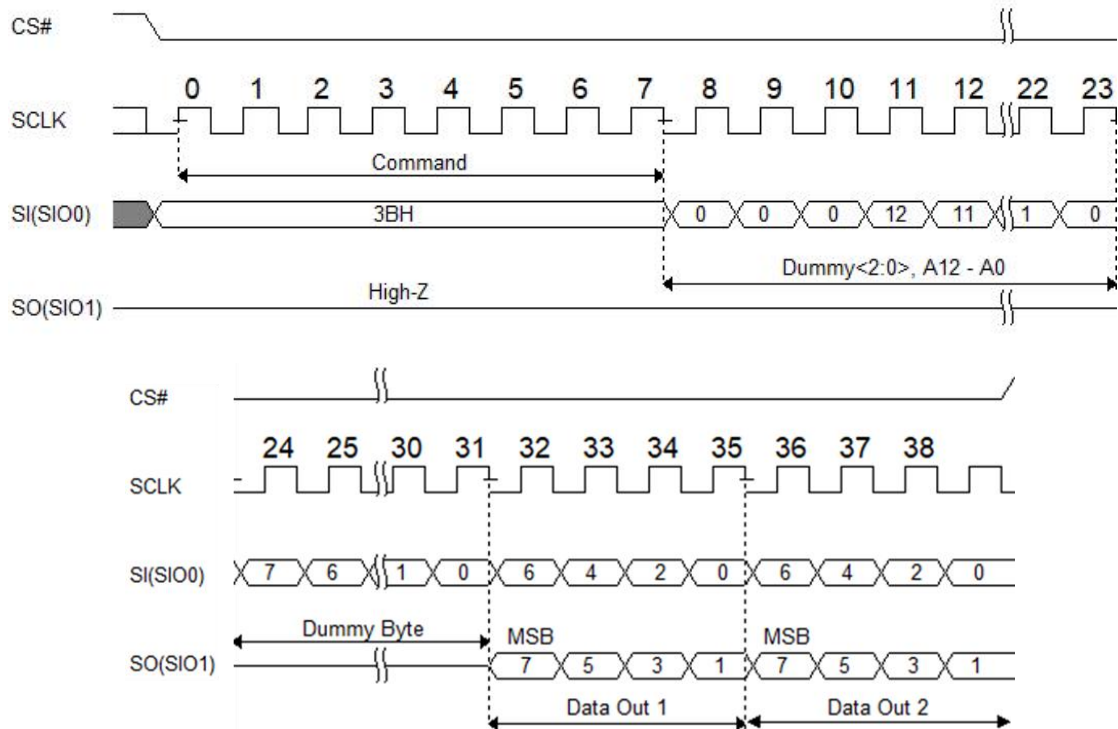 CS#
0 1 2 3 4 5 6 7 8 9 10 11 12 22 23
SCLK
Command
SI(SIO0) 3BH 0 0 0 12 11 1 0
Dummy<2:0>, A12 - A0
High-Z
SO(SIO1)
CS#
24 25 30 31 32 33 34 35 36 37 38
SCLK
SI(SIO0) 7 6 1 0 6 4 2 0 6 4 2 0
Dummy Byte MSB MSB
SO(SIO1) 7 5 3 1 7 5 3 1
Data Out 1 Data Out 2